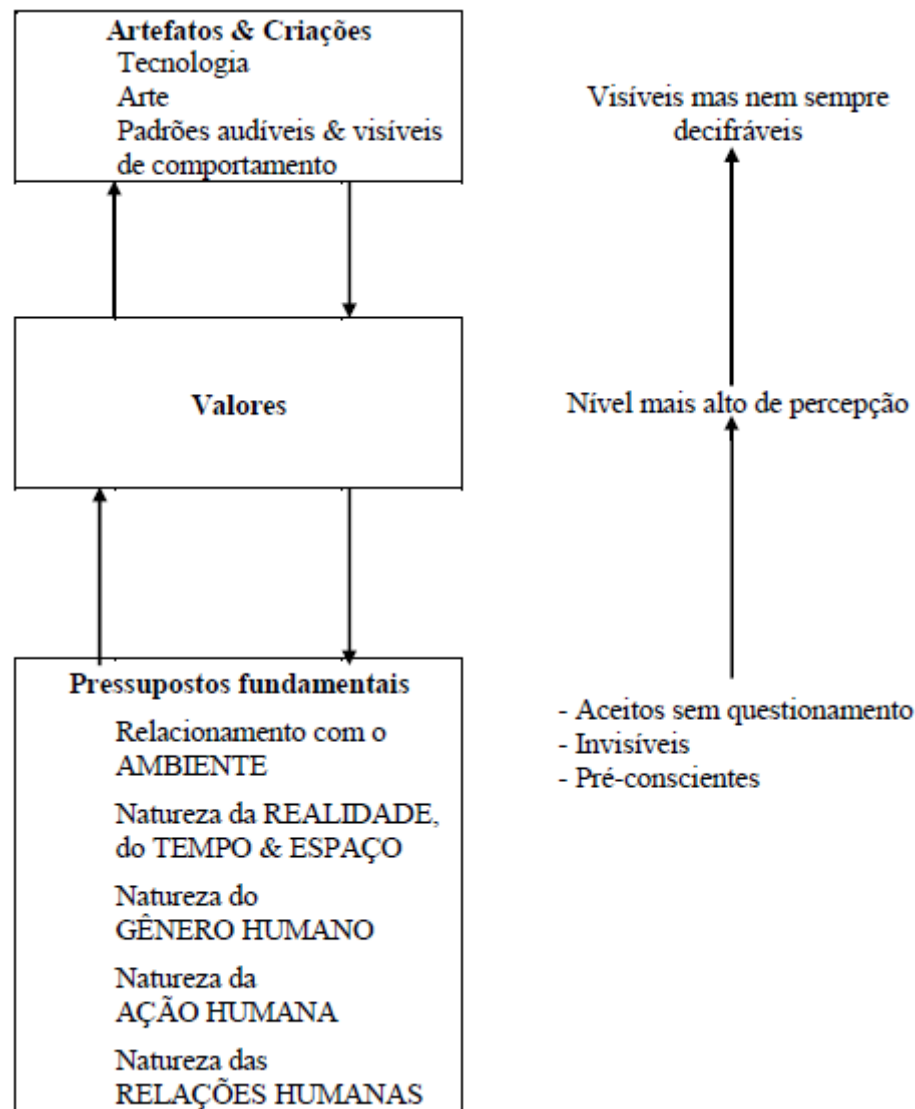 Artefatos & Criações
Tecnologia
Arte
Padrões audíveis & visíveis
de comportamento
Visíveis mas nem sempre
decifráveis
Valores
Nível mais alto de percepção
Pressupostos fundamentais
Relacionamento com o
AMBIENTE
Natureza da REALIDADE,
do TEMPO & ESPAÇO
Natureza do
GÊNERO HUMANO
Natureza da
AÇÃO HUMANA
Natureza das
RELAÇÕES HUMANAS
- Aceitos sem questionamento
- Invisíveis
- Pré-conscientes